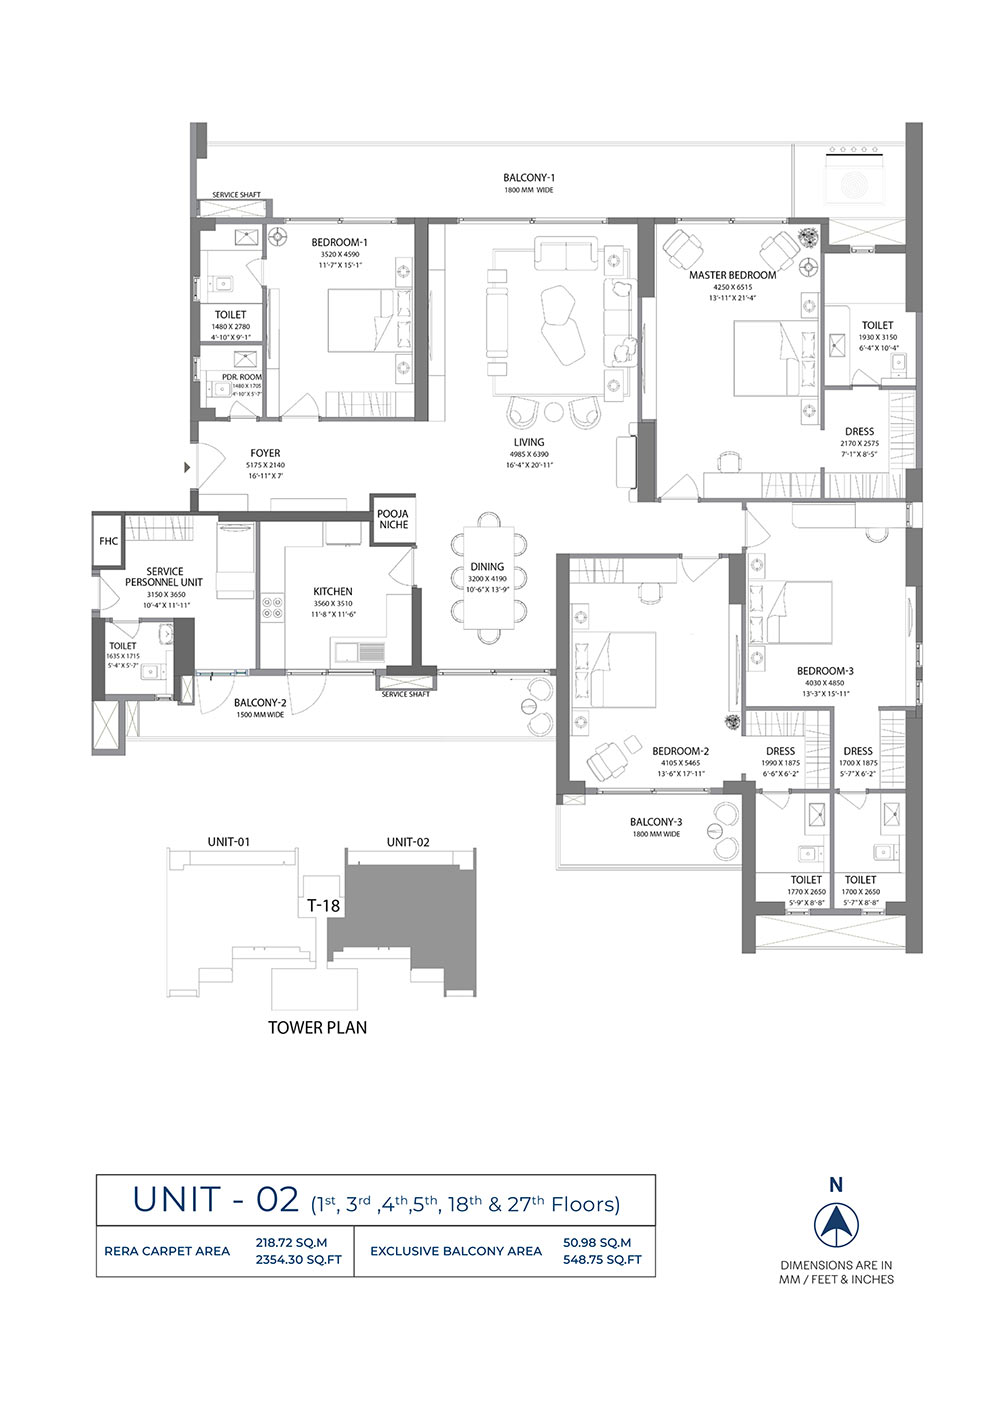 SERVICE SHAFT
BALCONY-1
1800 MM WIDE
BEDROOM-1
3520 X 4590
11'-7" X 15'-1"
TOILET
1480 X 2780
4'-10" X 9'-1"
PDR. ROOM
1480 X 1705
4'-10" X 5'-7"
MASTER BEDROOM
4250 X 6515
13'-11" X 21'-4"
TOILET
1930 X 3150
6'-4" X 10'-4"
DRESS
2170 X 2575
7'-1" X 8'-5"
LIVING
4985 X 6390
16'-4" X 20'-11"
FOYER
5175 X 2140
16'-11" X 7'
POOJA
NICHE
FHC
SERVICE
PERSONNEL UNIT
3150 X 3650
10'-4" X 11'-11"
KITCHEN
3560 X 3510
11'-8" X 11'-6"
DINING
3200 X 4190
10'-6" X 13'-9"
TOILET
1635 X 1715
5'-4" X 5'-7"
BALCONY-2
1500 MM WIDE
SERVICE SHAFT
BEDROOM-3
4030 X 4850
13'-3" X 15'-11"
BEDROOM-2
4105 X 5465
13'-6" X 17'-11"
DRESS
1990 X 1875
6'-6" X 6'-2"
DRESS
1700 X 1875
5'-7" X 6'-2"
BALCONY-3
1800 MM WIDE
TOILET
1770 X 2650
5'-9" X 8'-8"
TOILET
1700 X 2650
5'-7" X 8'-8"
UNIT-01
UNIT-02
T-18
TOWER PLAN
UNIT - 02 (1st, 3rd ,4th,5th, 18th & 27th Floors)
RERA CARPET AREA
218.72 SQ.M
2354.30 SQ.FT
EXCLUSIVE BALCONY AREA
50.98 SQ.M
548.75 SQ.FT
N
DIMENSIONS ARE IN
MM / FEET & INCHES